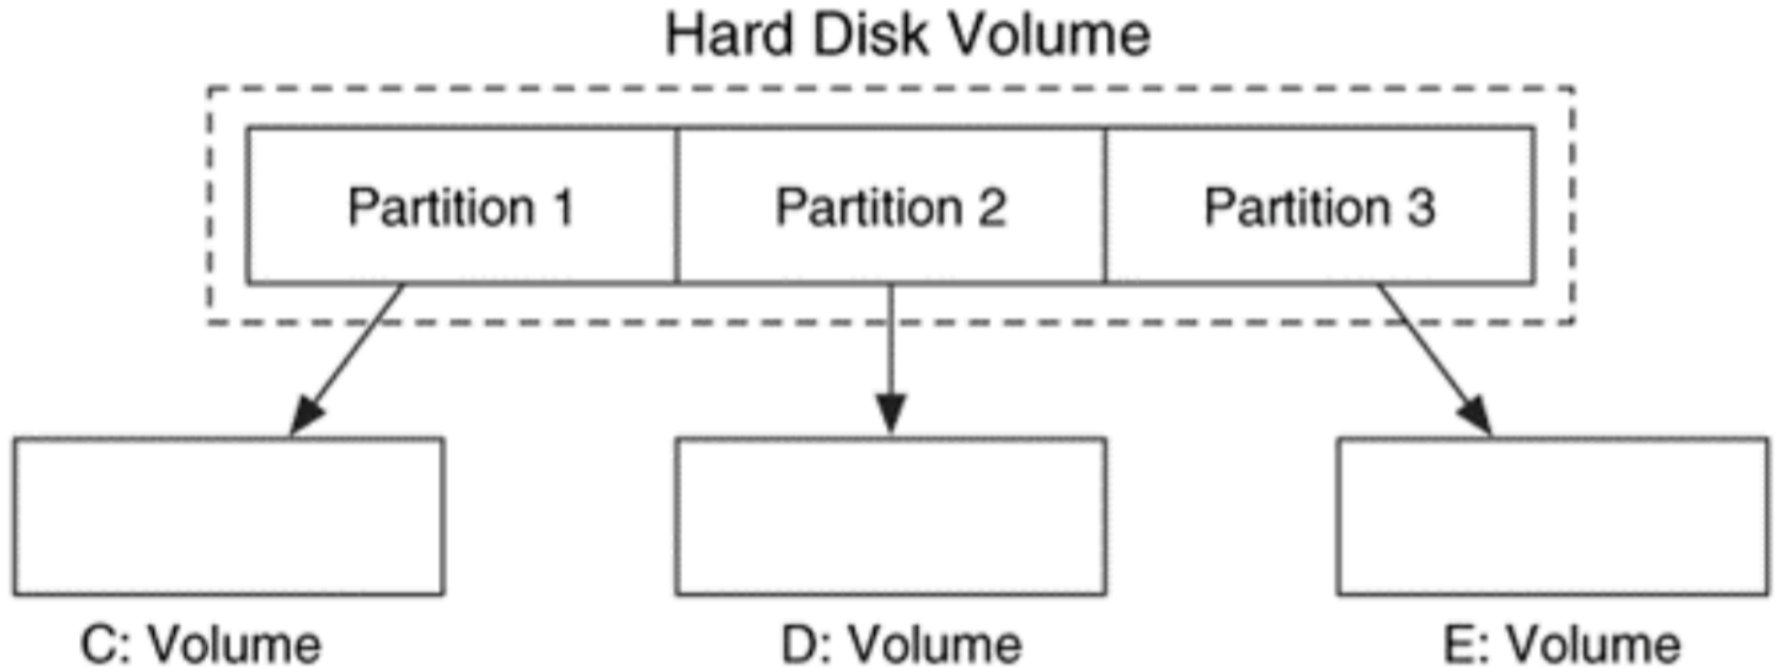 Hard Disk Volume
Partition 1
Partition 2
Partition 3
C: Volume
D: Volume
E: Volume